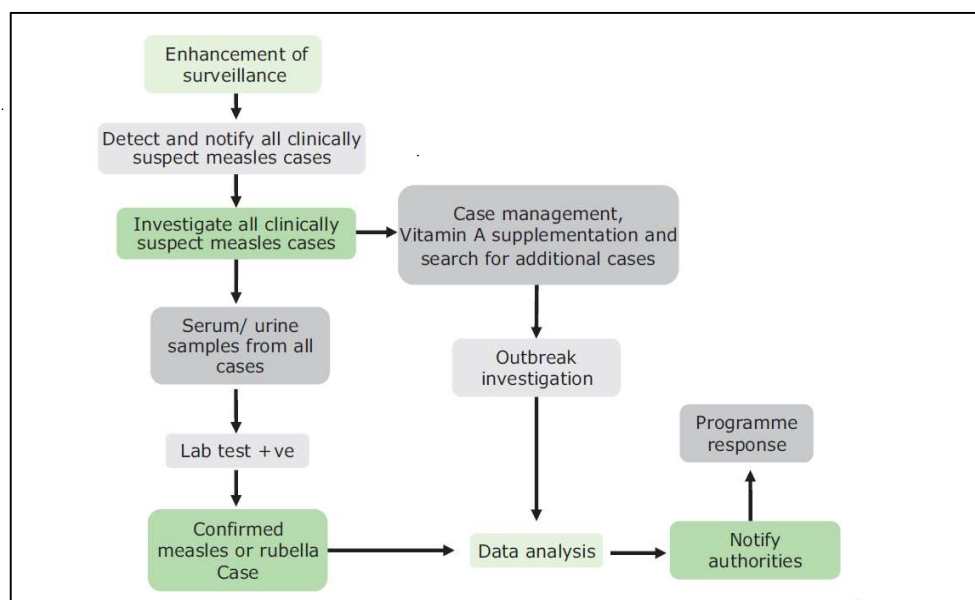 Enhancement of
surveillance
Detect and notify all clinically
suspect measles cases
Investigate all clinically
suspect measles cases
Case management,
Vitamin A supplementation and
search for additional cases
Serum/ urine
samples from all
cases
Outbreak
investigation
Lab test +ve
Programme
response
Confirmed
measles or rubella
Case
Data analysis
Notify
authorities